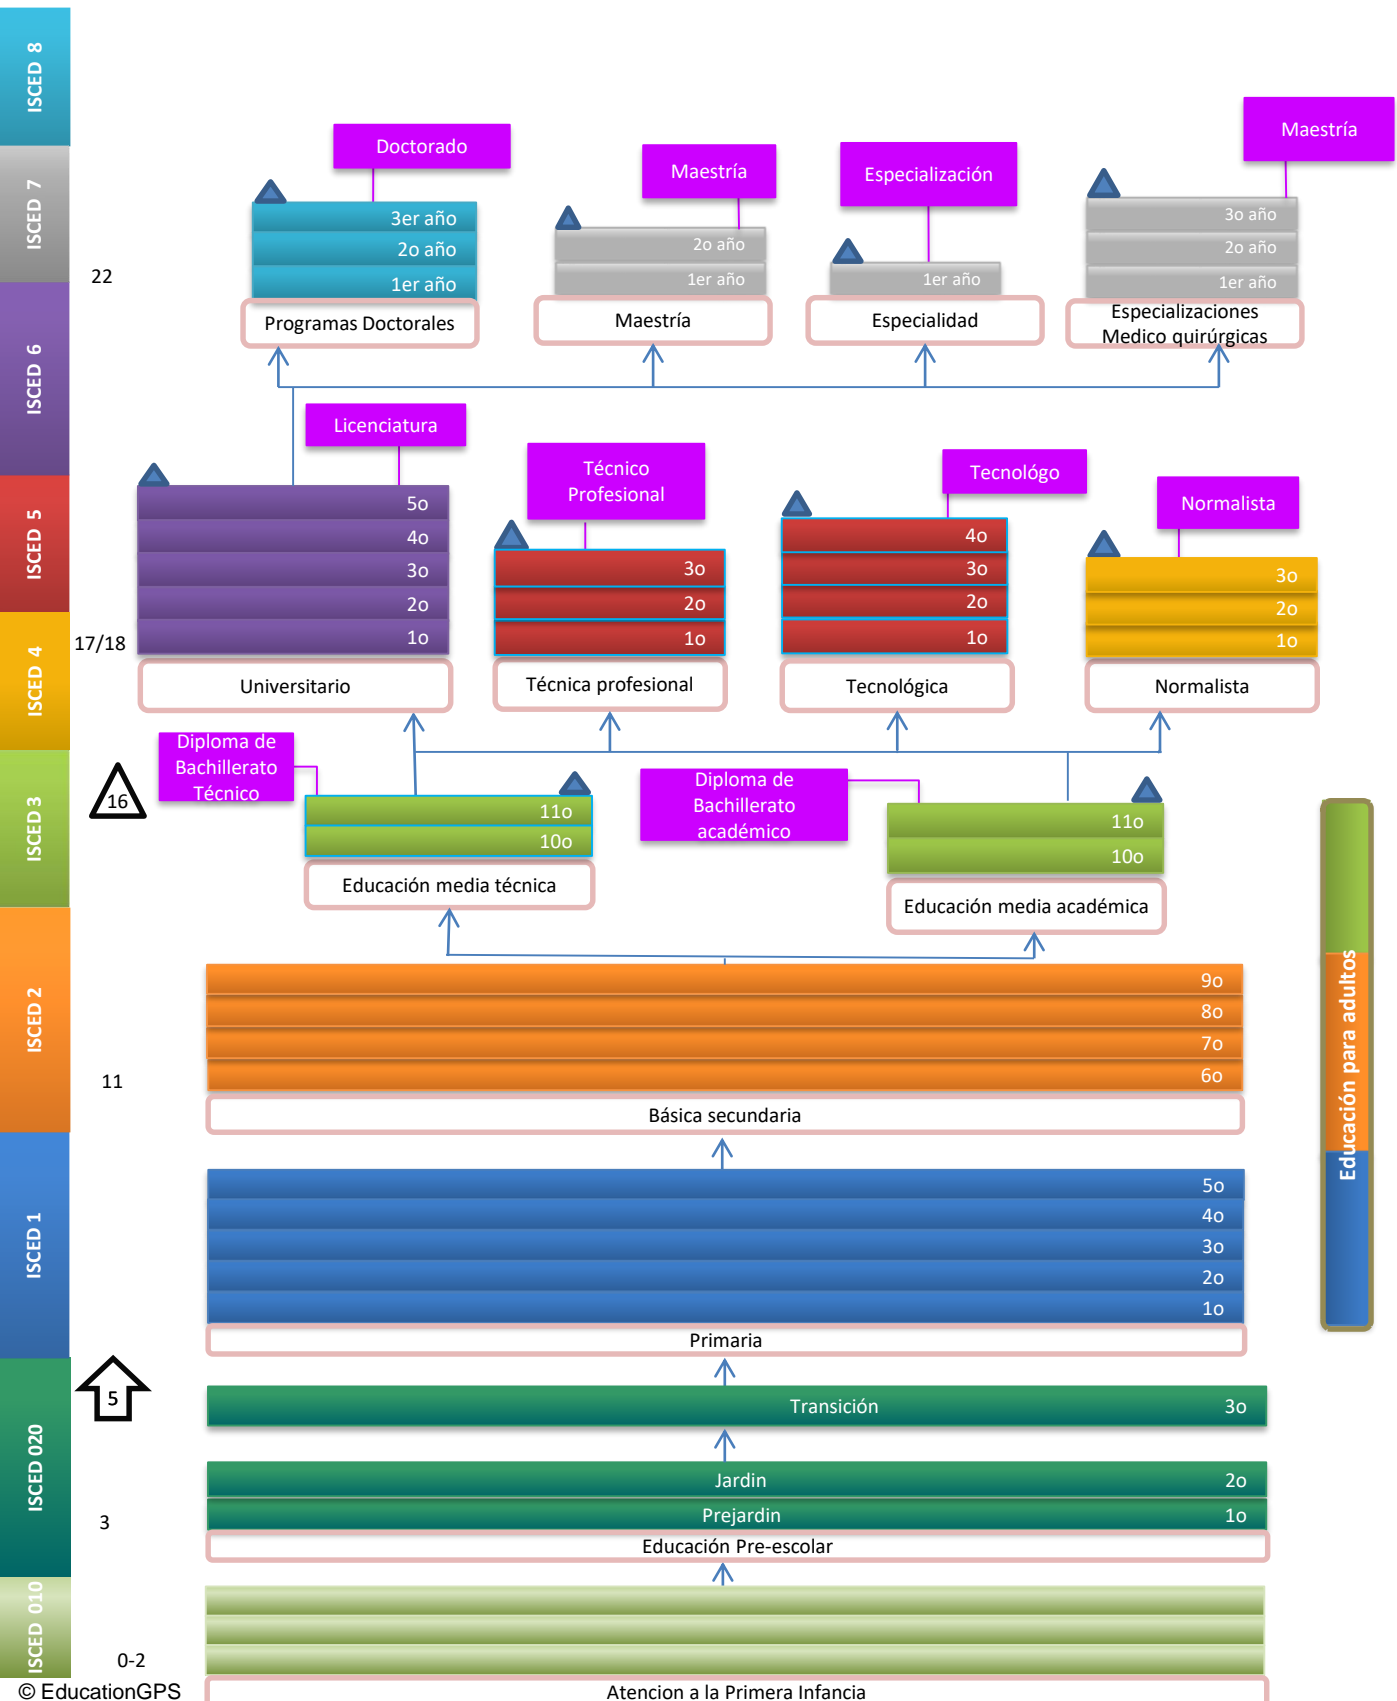 ISCED 8
ISCED 7
ISCED 6
ISCED 5
ISCED 4
ISCED 3
ISCED 2
ISCED 1
ISCED 020
ISCED 010
22
17/18
16
11
5
3
0-2
Doctorado
3er año
2o año
1er año
Programas Doctorales
Maestría
2o año
1er año
Maestría
Especialización
1er año
Especialidad
Maestría
3o año
2o año
1er año
Especializaciones
Medico quirúrgicas
Licenciatura
5o
4o
3o
2o
1o
Universitario
Técnico
Profesional
3o
2o
1o
Técnica profesional
Tecnológo
4o
3o
2o
1o
Tecnológica
Normalista
3o
2o
1o
Normalista
Diploma de
Bachillerato
Técnico
11o
10o
Educación media técnica
Diploma de
Bachillerato
académico
11o
10o
Educación media académica
9o
8o
7o
6o
Básica secundaria
5o
4o
3o
2o
1o
Primaria
Transición 3o
Jardin 2o
Prejardin 1o
Educación Pre-escolar
Atencion a la Primera Infancia
Educación para adultos
© EducationGPS